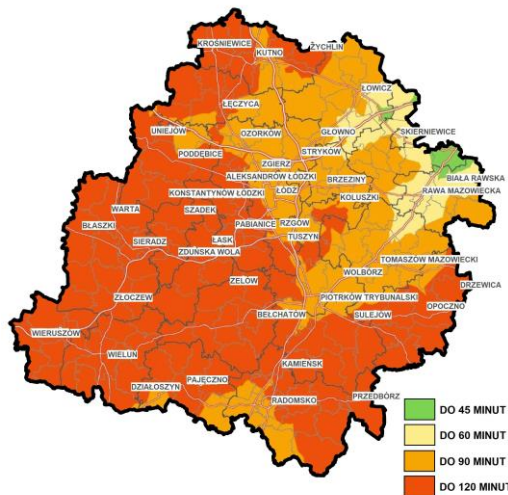 KROŚNIEWICE
KUTNO
ŻYCHLIN
ŁOWICZ
ŁĘCZYCA
UNIEJÓW
OZORKÓW
GŁOWNO
SKIERNIEWICE
STRYKÓW
PODDĘBICE
ZGIERZ
ALEKSANDRÓW ŁÓDZKI
BRZEZINY
BIAŁA RAWSKA
KONSTANTYNÓW ŁÓDZKI
ŁÓDŹ
KOLUSZKI
RAWA MAZOWIECKA
WARTA
SZADEK
PABIANICE
RZGÓW
BŁASZKI
SIERADZ
ŁASK
TUSZYN
ZDUŃSKA WOLA
TOMASZÓW MAZOWIECKI
WOLBÓRZ
ZELÓW
DRZEWICA
ZŁOCZEW
PIOTRKÓW TRYBUNALSKI
OPOCZNO
BEŁCHATÓW
SULEJÓW
WIERUSZÓW
WIELUŃ
KAMIEŃSK
DZIAŁOSZYN
PAJĘCZNO
RADOMSKO
PRZEDBÓRZ
DO 45 MINUT
DO 60 MINUT
DO 90 MINUT
DO 120 MINUT